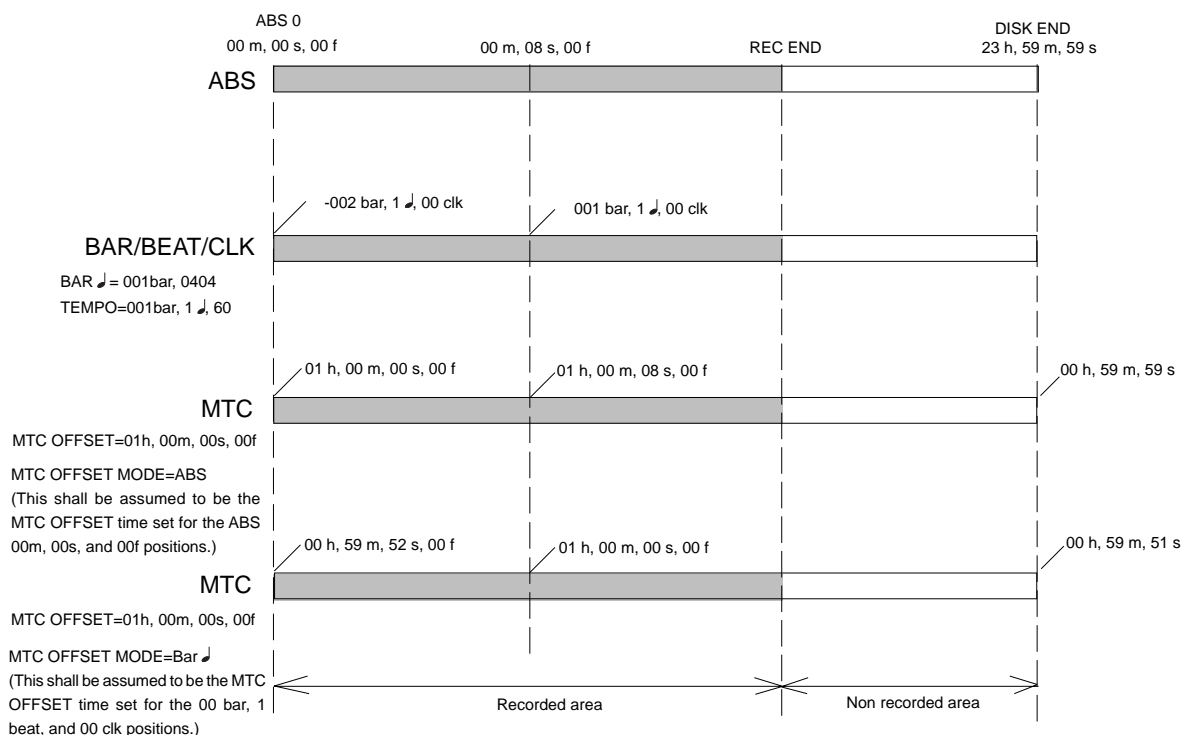 ABS 0
00 m, 00 s, 00 f
00 m, 08 s, 00 f
REC END
DISK END
23 h, 59 m, 59 s
ABS
-002 bar, 1 ♩, 00 clk
001 bar, 1 ♩, 00 clk
BAR/BEAT/CLK
BAR ♩ = 001bar, 0404
TEMPO=001bar, 1 ♩, 60
01 h, 00 m, 00 s, 00 f
01 h, 00 m, 08 s, 00 f
00 h, 59 m, 59 s
MTC
MTC OFFSET=01h, 00m, 00s, 00f
MTC OFFSET MODE=ABS
(This shall be assumed to be the
MTC OFFSET time set for the ABS
00m, 00s, and 00f positions.)
00 h, 59 m, 52 s, 00 f
01 h, 00 m, 00 s, 00 f
00 h, 59 m, 51 s
MTC
MTC OFFSET=01h, 00m, 00s, 00f
MTC OFFSET MODE=Bar ♩
(This shall be assumed to be the MTC
OFFSET time set for the 00 bar, 1
beat, and 00 clk positions.)
Recorded area
Non recorded area